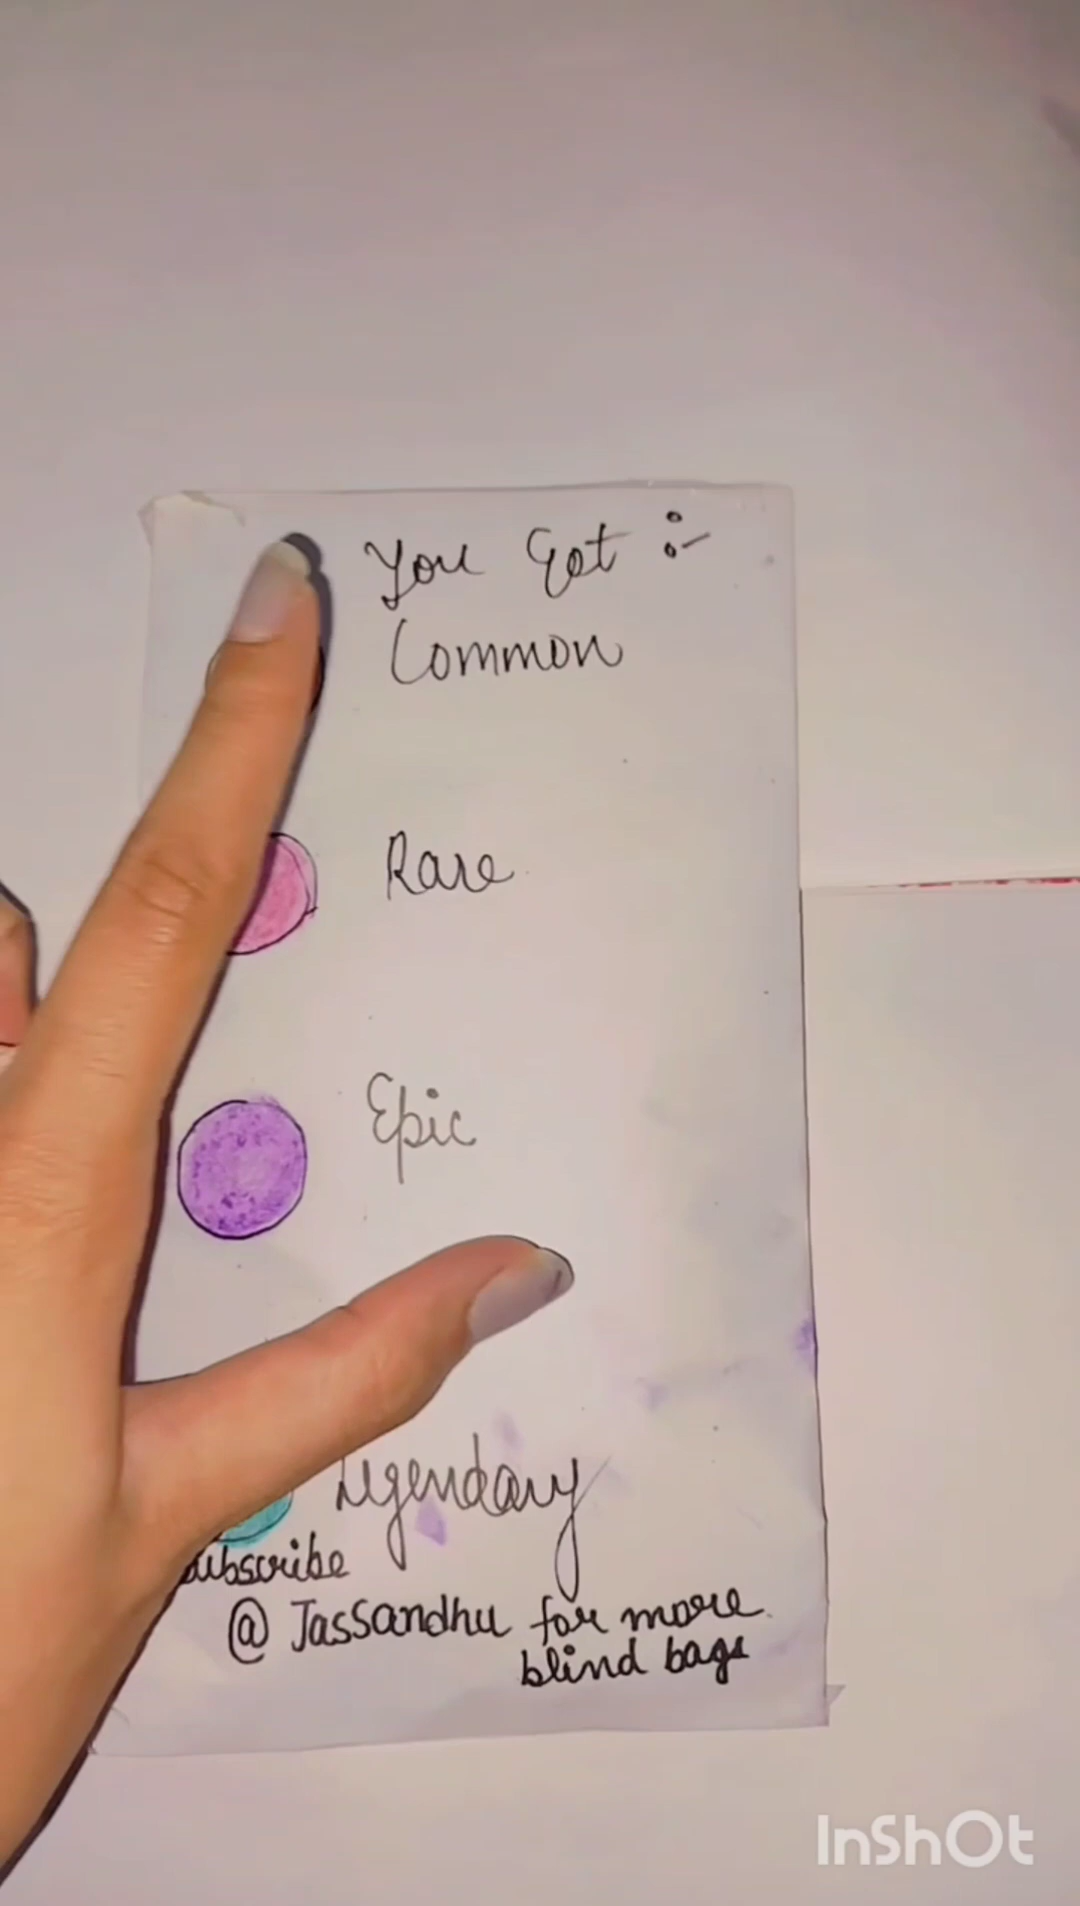 You Got :-
Common
Rare
Epic
Legendary
Subscribe
@ Jassandhu for more
blind bags
InShOt